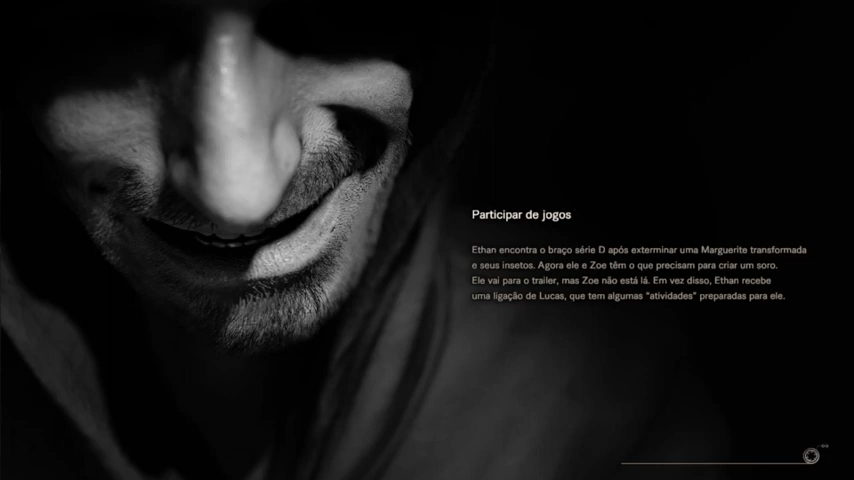 Participar de jogos
Ethan encontra o braço série D após exterminar uma Marguerite transformada
e seus insetos. Agora ele e Zoe têm o que precisam para criar um soro.
Ele vai para o trailer, mas Zoe não está lá. Em vez disso, Ethan recebe
uma ligação de Lucas, que tem algumas "atividades" preparadas para ele.